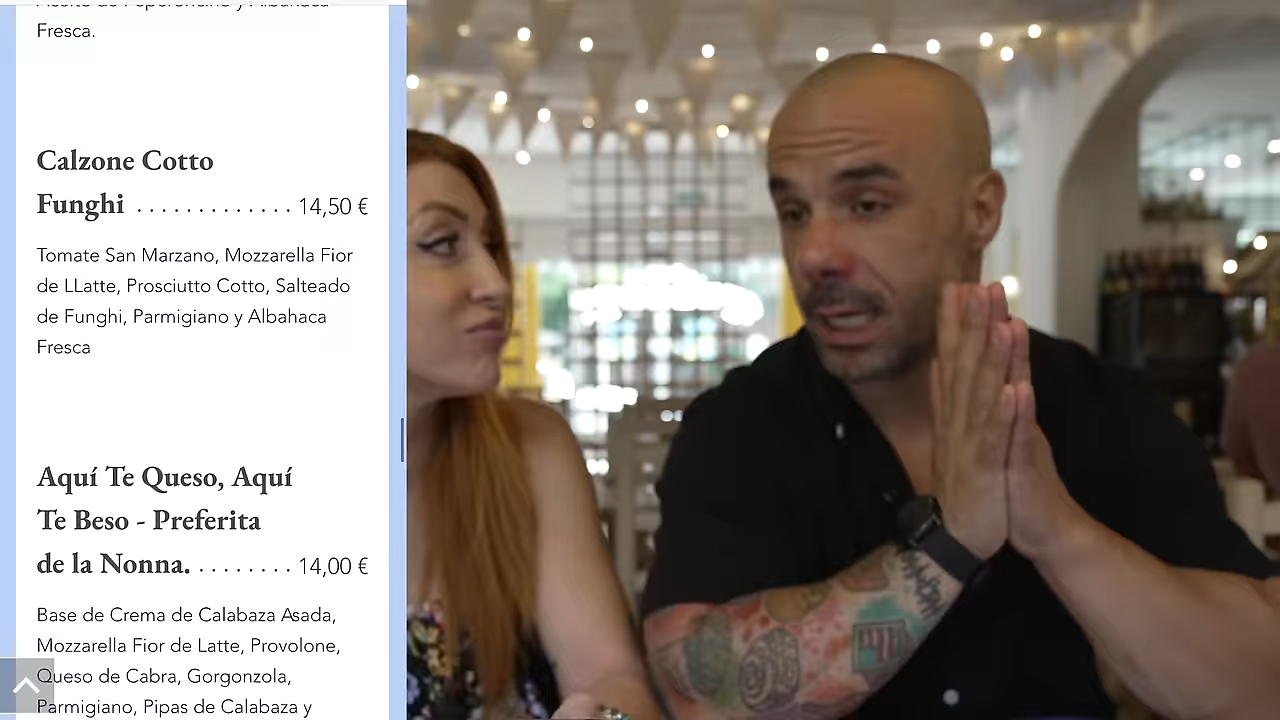 Fresca.
Calzone Cotto
Funghi . . . . . . . . . . . . . 14,50 €
Tomate San Marzano, Mozzarella Fior
de LLatte, Prosciutto Cotto, Salteado
de Funghi, Parmigiano y Albahaca
Fresca
Aquí Te Queso, Aquí
Te Beso - Preferita
de la Nonna. . . . . . . . . 14,00 €
Base de Crema de Calabaza Asada,
Mozzarella Fior de Latte, Provolone,
Queso de Cabra, Gorgonzola,
Parmigiano, Pipas de Calabaza y